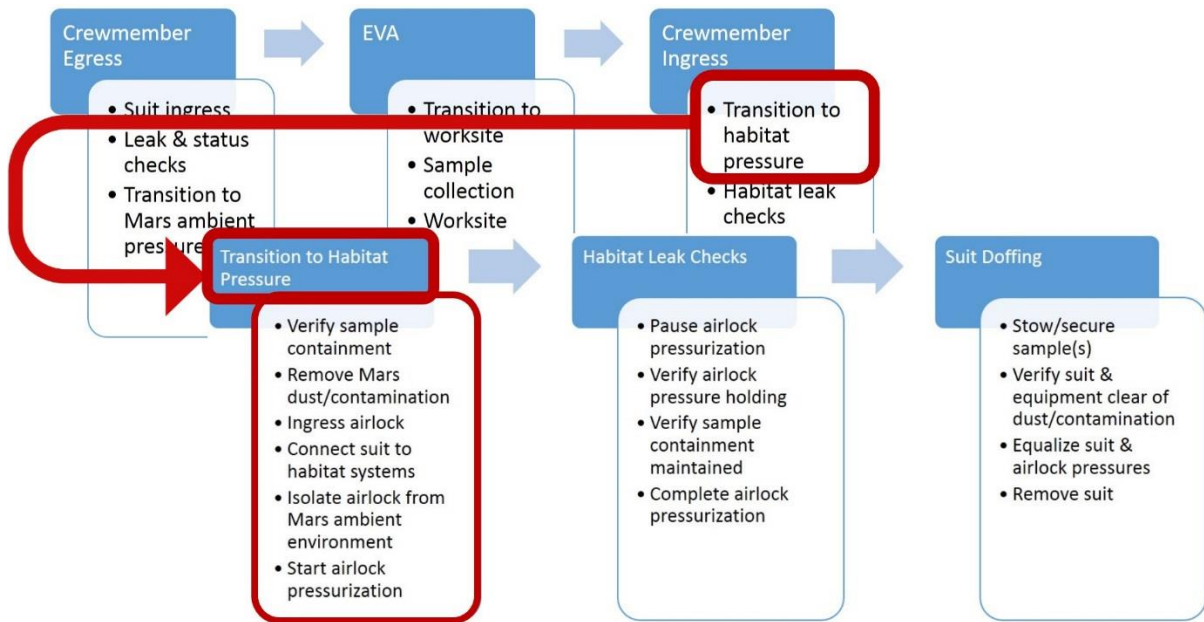 Crewmember
Egress
• Suit ingress
• Leak & status
checks
• Transition to
Mars ambient
pressure
EVA
• Transition to
worksite
• Sample
collection
• Worksite
Crewmember
Ingress
• Transition to
habitat
pressure
• Habitat leak
checks
Transition to Habitat
Pressure
• Verify sample
containment
• Remove Mars
dust/contamination
• Ingress airlock
• Connect suit to
habitat systems
• Isolate airlock from
Mars ambient
environment
• Start airlock
pressurization
Habitat Leak Checks
• Pause airlock
pressurization
• Verify airlock
pressure holding
• Verify sample
containment
maintained
• Complete airlock
pressurization
Suit Doffing
• Stow/secure
sample(s)
• Verify suit &
equipment clear of
dust/contamination
• Equalize suit &
airlock pressures
• Remove suit